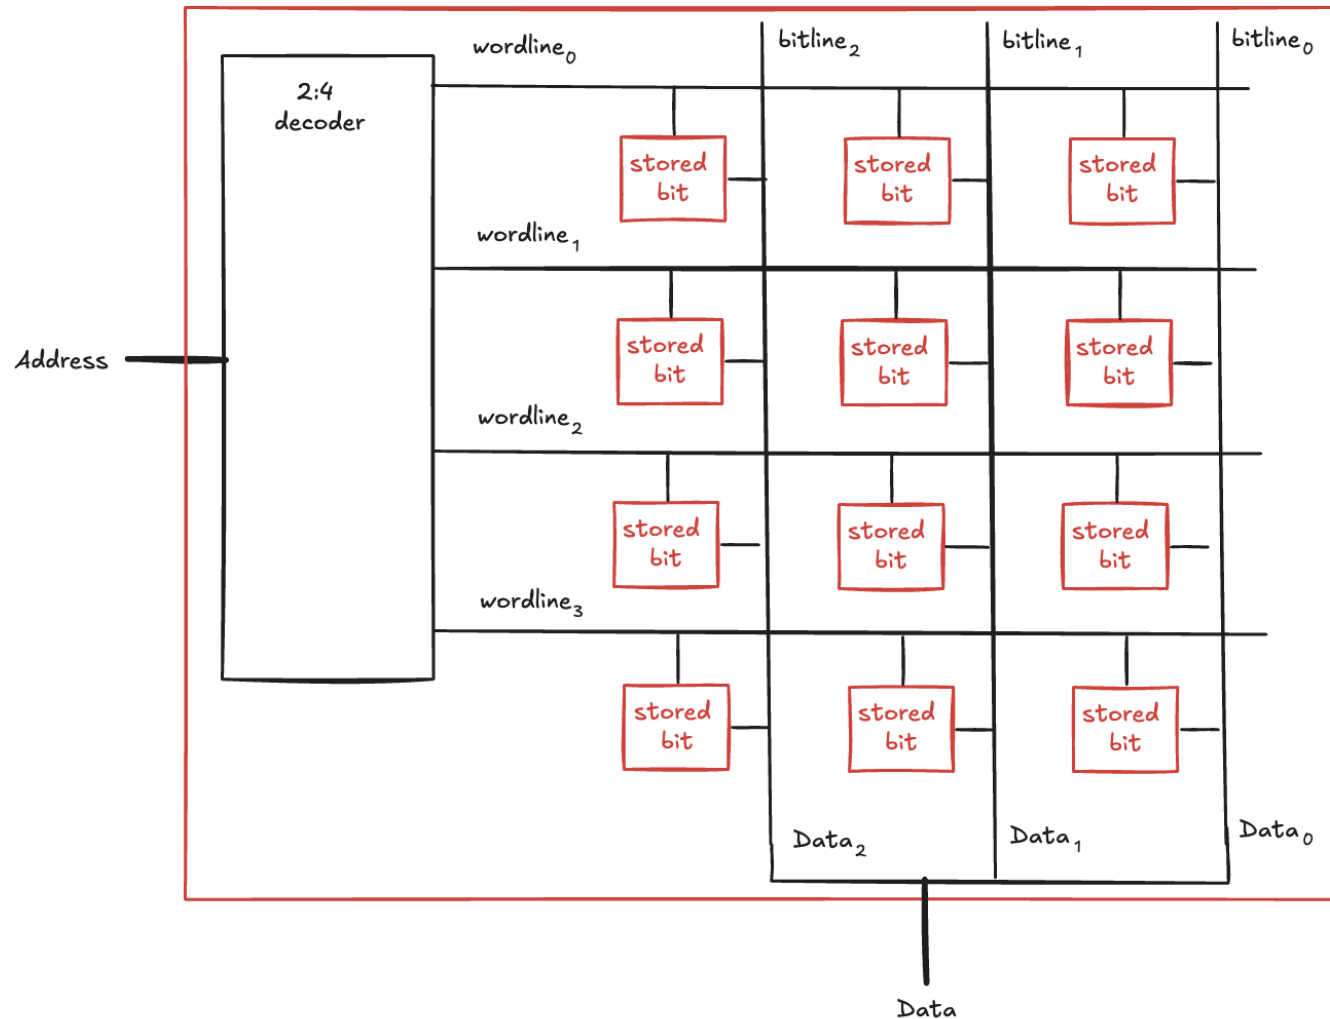 wordline₀
bitline₂
bitline₁
bitline₀
2:4
decoder
stored
bit
stored
bit
stored
bit
wordline₁
stored
bit
stored
bit
stored
bit
Address
wordline₂
stored
bit
stored
bit
stored
bit
wordline₃
stored
bit
stored
bit
stored
bit
Data₂
Data₁
Data₀
Data